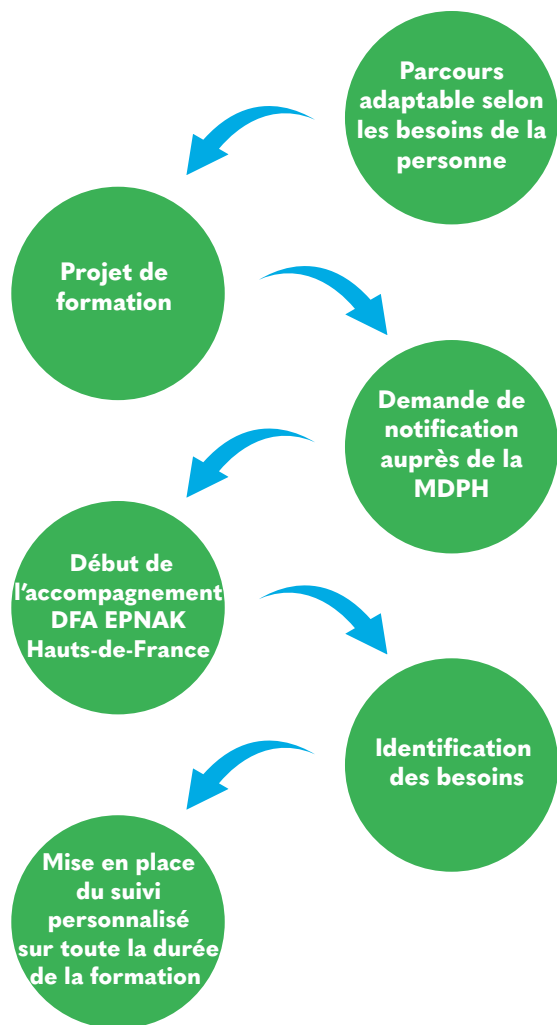 Parcours
adaptable selon
les besoins de la
personne
Projet de
formation
Demande de
notification
auprès de la
MDPH
Début de
l’accompagnement
DFA EPNAK
Hauts-de-France
Identification
des besoins
Mise en place
du suivi
personnalisé
sur toute la durée
de la formation